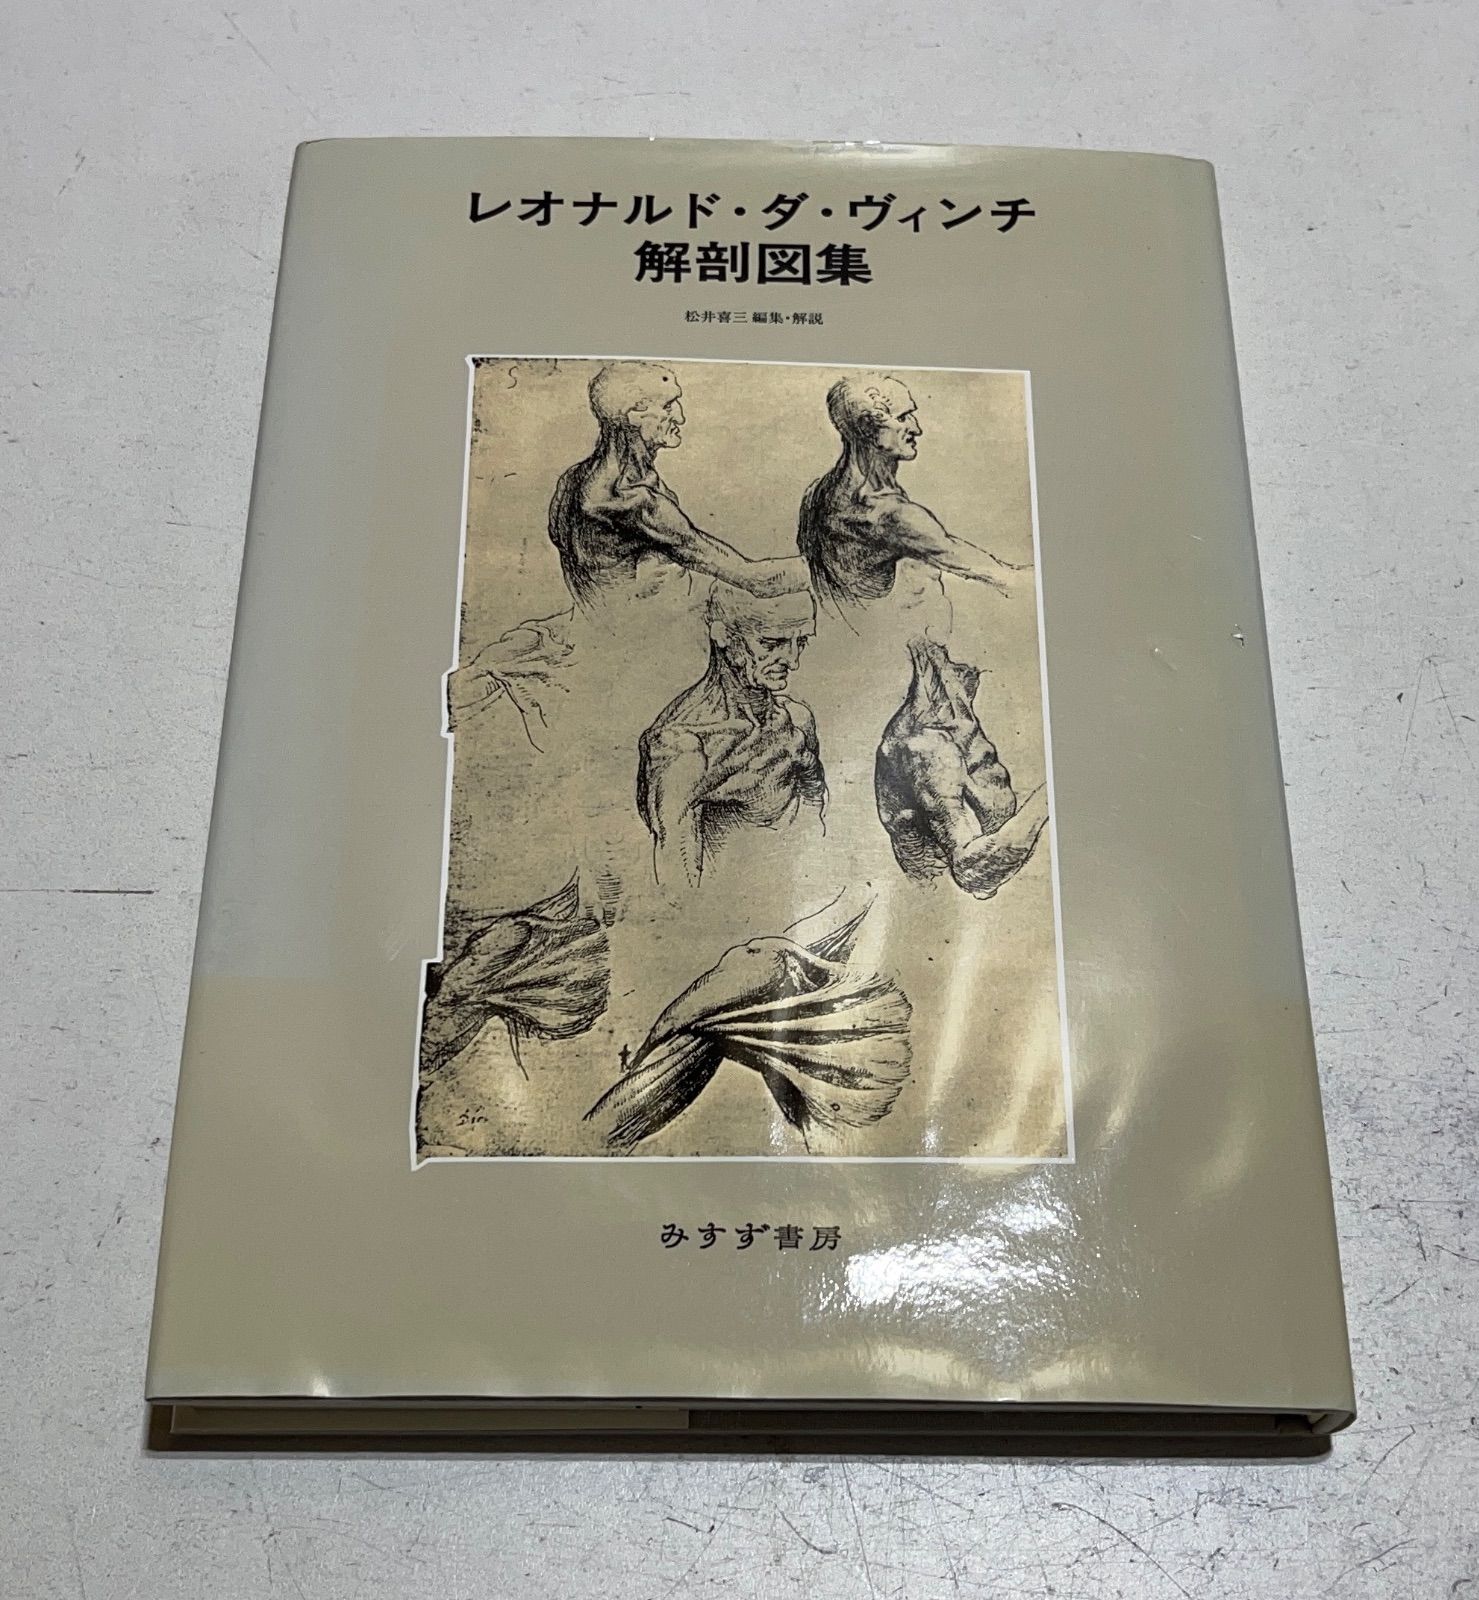 レオナルド・ダ・ヴィンチ
解剖図集
松井喜三 編集・解説
みすず書房